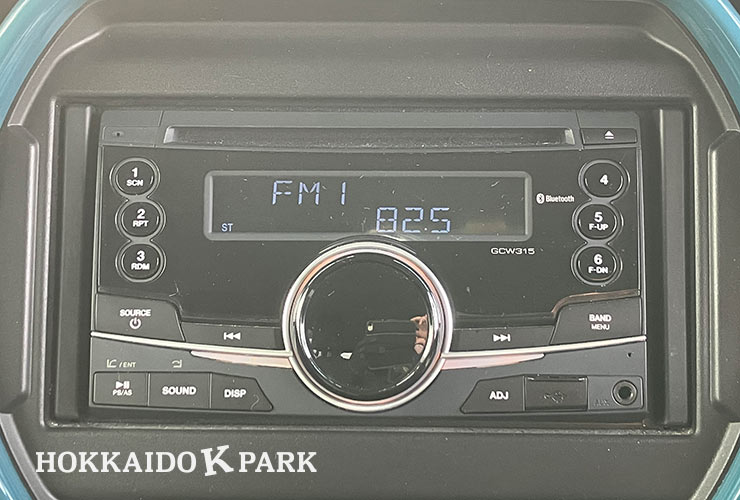 FM1
82.5
ST
Bluetooth
GCW315
1
SCN
2
RPT
3
RDM
4
5
F-UP
6
F-DN
SOURCE
BAND
MENU
/ ENT
PS/AS
SOUND
DISP
ADJ
HOKKAIDO K PARK